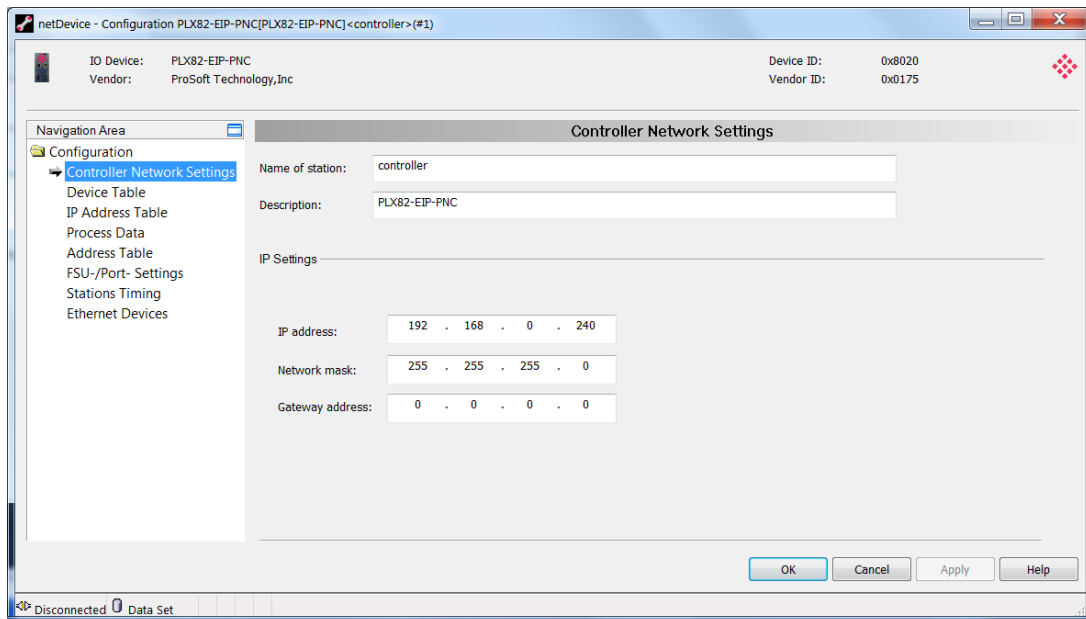 netDevice - Configuration PLX82-EIP-PNC[PLX82-EIP-PNC]<controller>(#1)
IO Device: PLX82-EIP-PNC Device ID: 0x8020
Vendor: ProSoft Technology,Inc Vendor ID: 0x0175
Navigation Area
Configuration
Controller Network Settings
Device Table
IP Address Table
Process Data
Address Table
FSU-/Port- Settings
Stations Timing
Ethernet Devices
Controller Network Settings
Name of station: controller
Description: PLX82-EIP-PNC
IP Settings
IP address: 192 . 168 . 0 . 240
Network mask: 255 . 255 . 255 . 0
Gateway address: 0 . 0 . 0 . 0
OK Cancel Apply Help
Disconnected Data Set